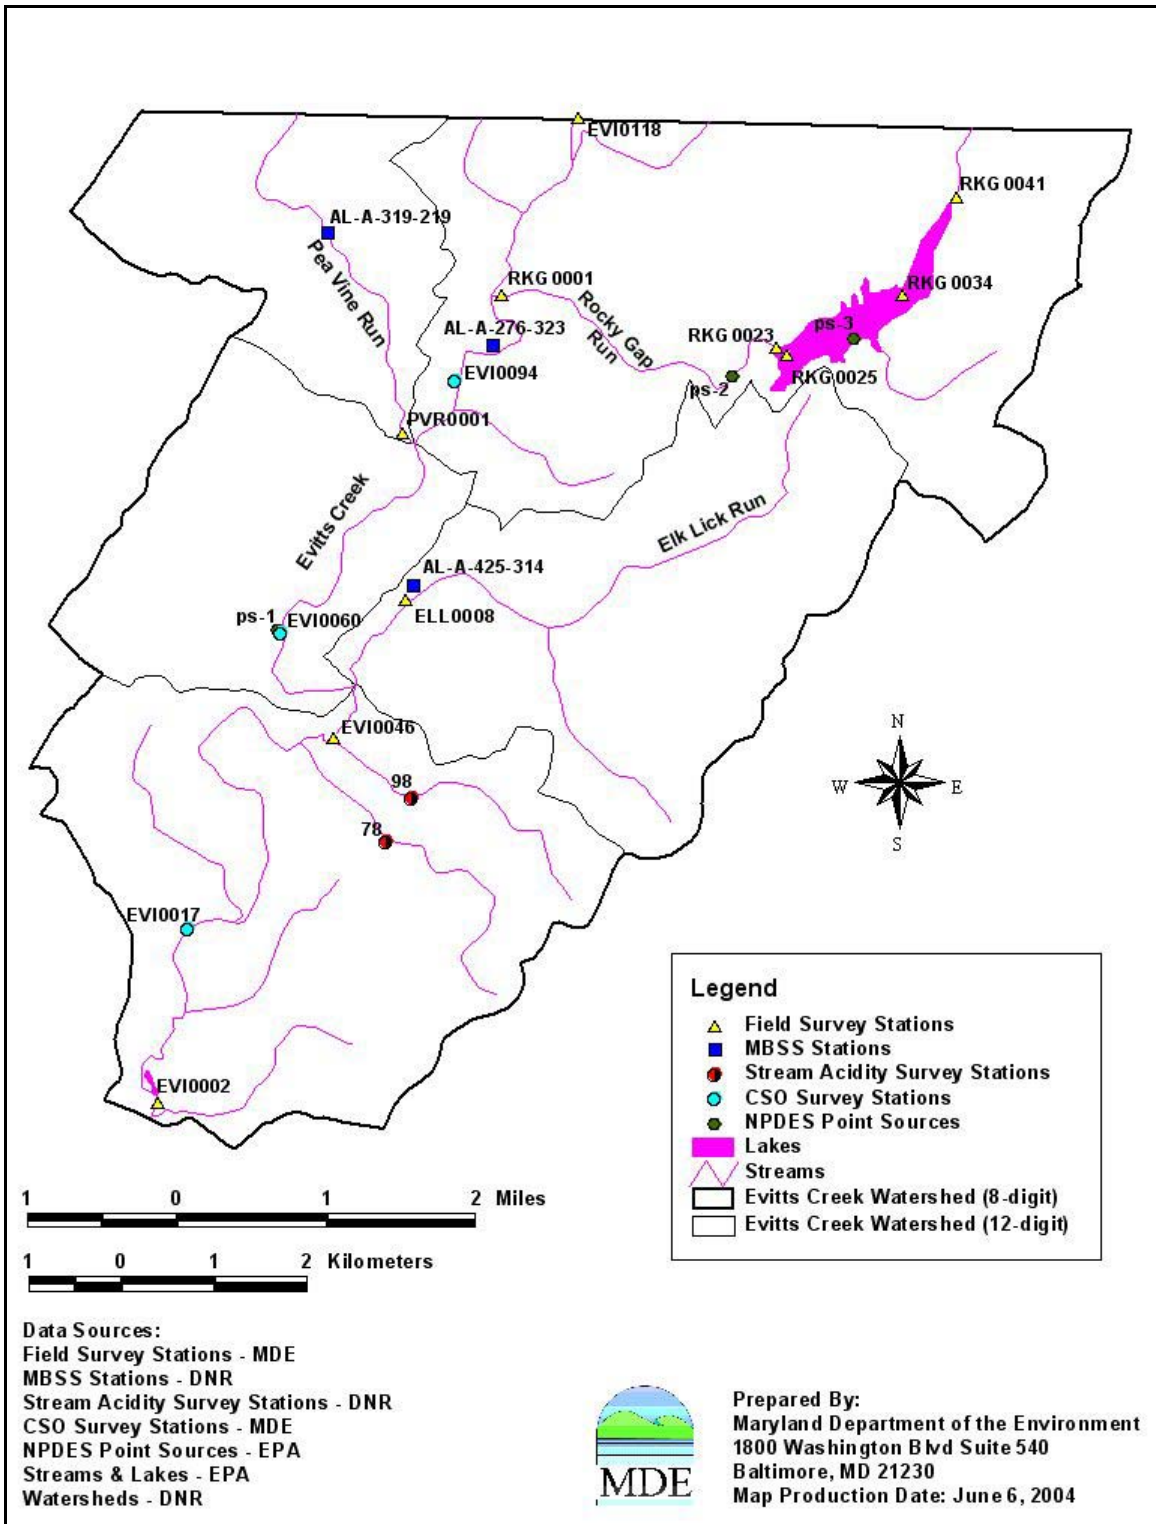 EVI0118
RKG 0041
AL-A-319-219
Pea Vine Run
RKG 0001
Rocky Gap
Run
RKG 0034
AL-A-276-323
ps-3
RKG 0023
EVI0094
RKG 0025
ps-2
PVR0001
Evitts Creek
Elk Lick Run
AL-A-425-314
ps-1
EVI0060
ELL0008
EVI0046
98
78
N
W
E
S
EVI0017
EVI0002
Legend
Field Survey Stations
MBSS Stations
Stream Acidity Survey Stations
CSO Survey Stations
NPDES Point Sources
Lakes
Streams
Evitts Creek Watershed (8-digit)
Evitts Creek Watershed (12-digit)
1 0 1 2 Miles
1 0 1 2 Kilometers
Data Sources:
Field Survey Stations - MDE
MBSS Stations - DNR
Stream Acidity Survey Stations - DNR
CSO Survey Stations - MDE
NPDES Point Sources - EPA
Streams & Lakes - EPA
Watersheds - DNR
MDE
Prepared By:
Maryland Department of the Environment
1800 Washington Blvd Suite 540
Baltimore, MD 21230
Map Production Date: June 6, 2004